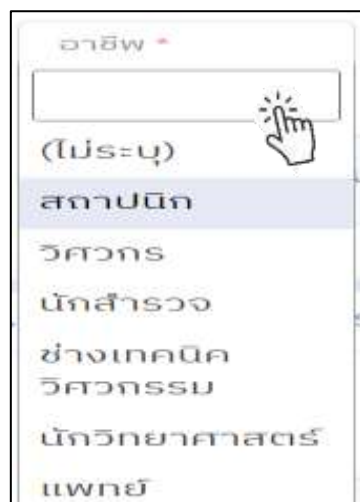 อาชีพ *
(ไม่ระบุ)
สถาปนิก
วิศวกร
นักสำรวจ
ช่างเทคนิค
วิศวกรรม
นักวิทยาศาสตร์
แพทย์